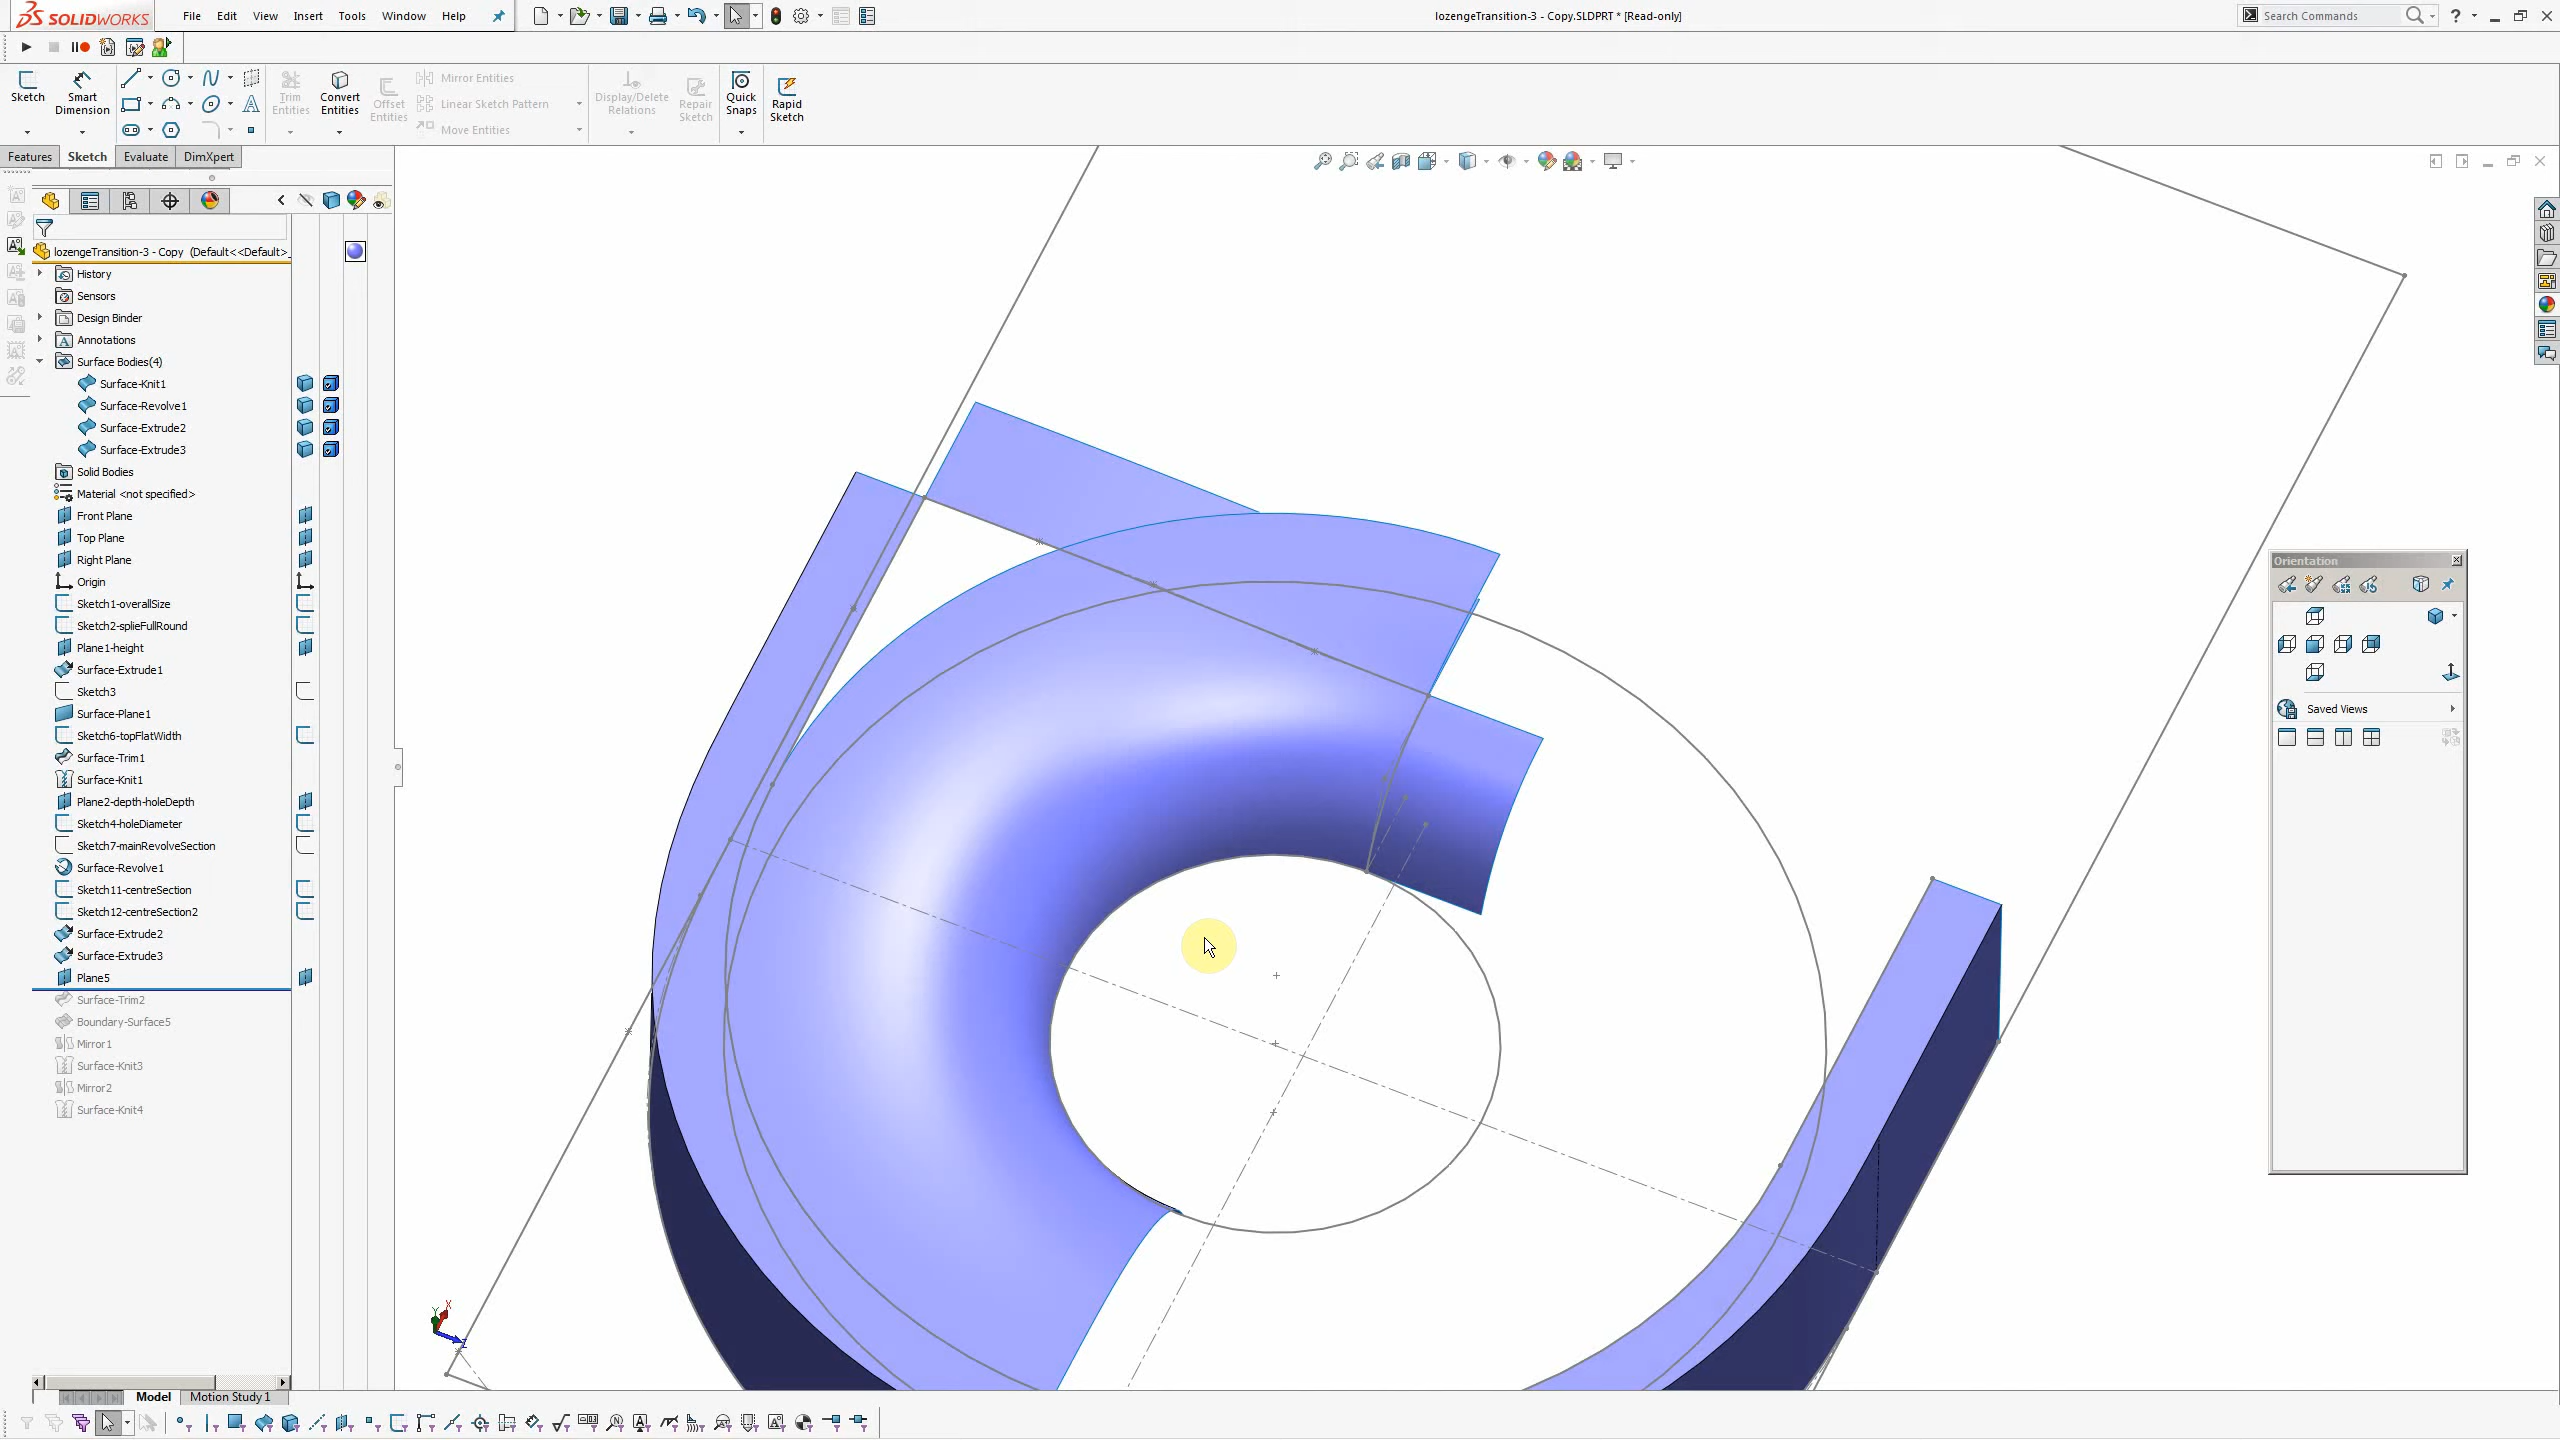 SOLIDWORKS File Edit View Insert Tools Window Help lozengeTransition-3 - Copy.SLDPRT * [Read-only] Search Commands ?
Sketch Smart Dimension Trim Entities Convert Entities Offset Entities Mirror Entities Linear Sketch Pattern Move Entities Display/Delete Relations Repair Sketch Quick Snaps Rapid Sketch
Features Sketch Evaluate DimXpert
lozengeTransition-3 - Copy (Default<<Default>_
History
Sensors
Design Binder
Annotations
Surface Bodies(4)
Surface-Knit1
Surface-Revolve1
Surface-Extrude2
Surface-Extrude3
Solid Bodies
Material <not specified>
Front Plane
Top Plane
Right Plane
Origin
Sketch1-overallSize
Sketch2-splieFullRound
Plane1-height
Surface-Extrude1
Sketch3
Surface-Plane1
Sketch6-topFlatWidth
Surface-Trim1
Surface-Knit1
Plane2-depth-holeDepth
Sketch4-holeDiameter
Sketch7-mainRevolveSection
Surface-Revolve1
Sketch11-centreSection
Sketch12-centreSection2
Surface-Extrude2
Surface-Extrude3
Plane5
Surface-Trim2
Boundary-Surface5
Mirror1
Surface-Knit3
Mirror2
Surface-Knit4
Orientation
Saved Views
Y X Z
Model Motion Study 1